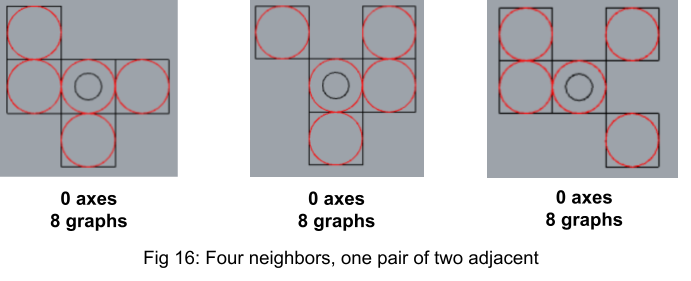 0 axes
8 graphs
0 axes
8 graphs
0 axes
8 graphs
Fig 16: Four neighbors, one pair of two adjacent